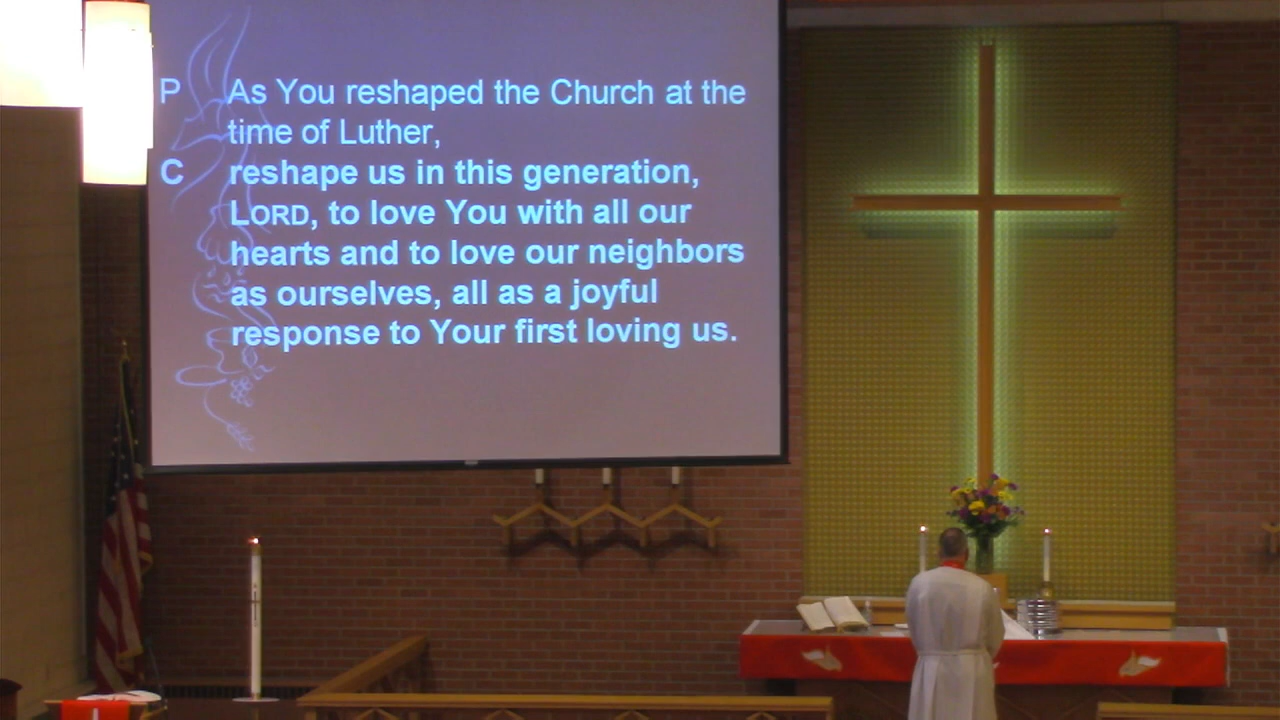 P As You reshaped the Church at the
time of Luther,
C reshape us in this generation,
LORD, to love You with all our
hearts and to love our neighbors
as ourselves, all as a joyful
response to Your first loving us.